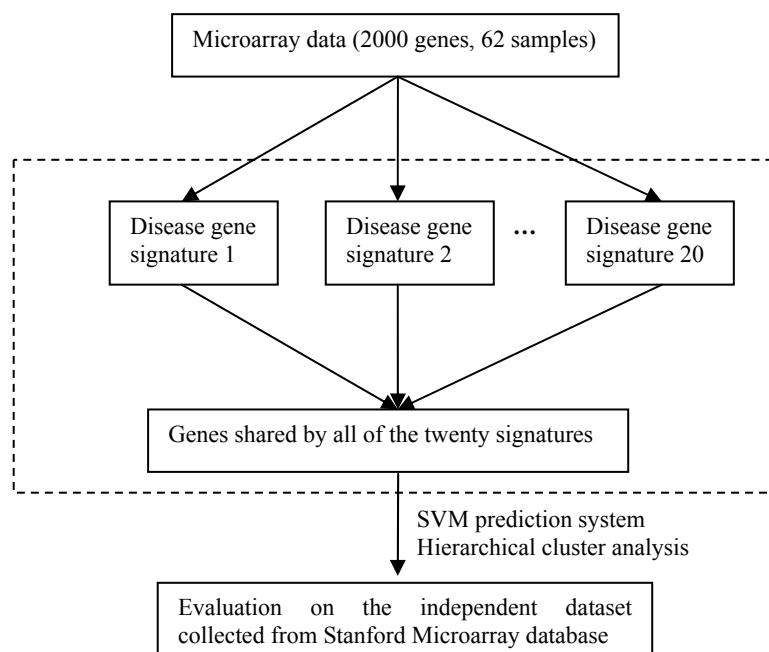 Microarray data (2000 genes, 62 samples)
Disease gene
signature 1
Disease gene
signature 2
...
Disease gene
signature 20
Genes shared by all of the twenty signatures
SVM prediction system
Hierarchical cluster analysis
Evaluation on the independent dataset
collected from Stanford Microarray database